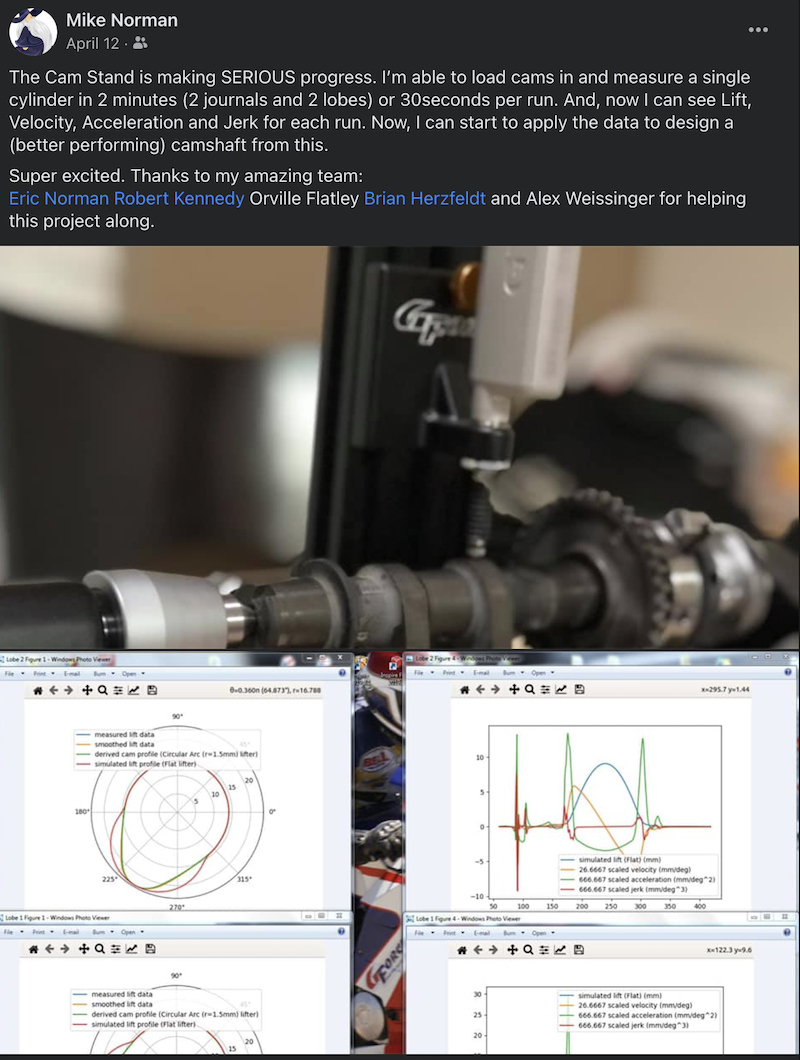 Mike Norman
April 12 ·
The Cam Stand is making SERIOUS progress. I'm able to load cams in and measure a single
cylinder in 2 minutes (2 journals and 2 lobes) or 30seconds per run. And, now I can see Lift,
Velocity, Acceleration and Jerk for each run. Now, I can start to apply the data to design a
(better performing) camshaft from this.
Super excited. Thanks to my amazing team:
Eric Norman Robert Kennedy Orville Flatley Brian Herzfeldt and Alex Weissinger for helping
this project along.
Lobe 2 Figure 1 - Windows Photo Viewer
File Print E-mail Burn Open
θ=0.360π (64.873°), r=16.788
90°
measured lift data
smoothed lift data
45°
derived cam profile (Circular Arc (r=1.5mm) lifter)
simulated lift profile (Flat lifter)
20
15
10
5
180°
0°
225°
315°
270°
Lobe 2 Figure 4 - Windows Photo Viewer
File Print E-mail Burn Open
x=295.7 y=1.44
10
5
0
−5
−10
simulated lift (Flat) (mm)
26.6667 scaled velocity (mm/deg)
666.667 scaled acceleration (mm/deg^2)
666.667 scaled jerk (mm/deg^3)
50 100 150 200 250 300 350 400
BELL
Lobe 1 Figure 1 - Windows Photo Viewer
File Print E-mail Burn Open
90°
measured lift data
smoothed lift data
45°
derived cam profile (Circular Arc (r=1.5mm) lifter)
simulated lift profile (Flat lifter)
20
15
Lobe 1 Figure 4 - Windows Photo Viewer
File Print E-mail Burn Open
x=122.3 y=9.6
30
25
20
simulated lift (Flat) (mm)
26.6667 scaled velocity (mm/deg)
666.667 scaled acceleration (mm/deg^2)
666.667 scaled jerk (mm/deg^3)